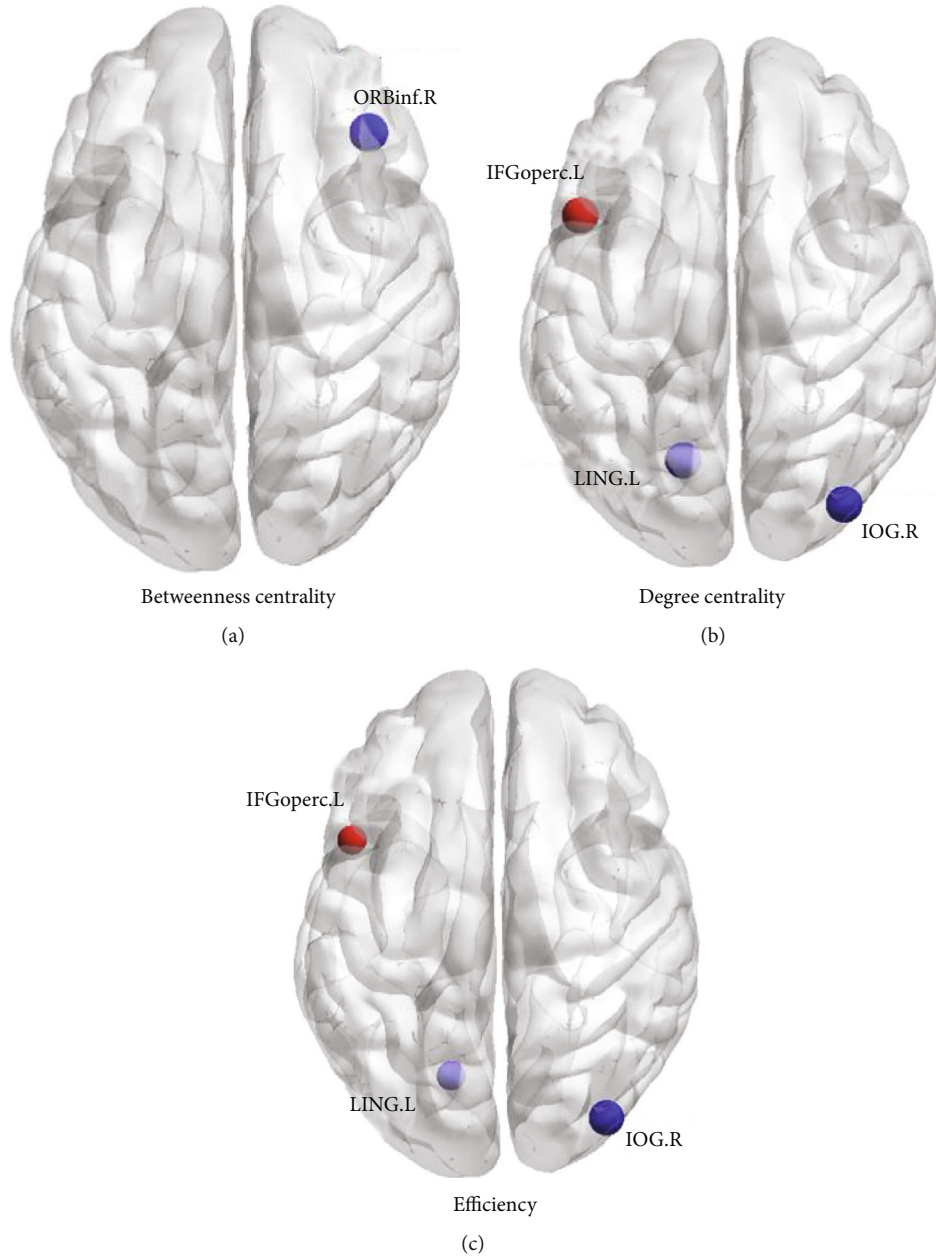 ORBinf.R
Betweenness centrality
(a)
IFGoperc.L
LING.L
IOG.R
Degree centrality
(b)
IFGoperc.L
LING.L
IOG.R
Efficiency
(c)